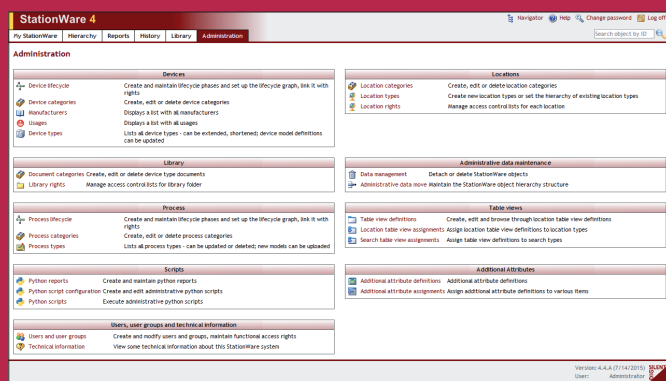 StationWare 4
Navigator Help Change password Log off
My StationWare Hierarchy Reports History Library Administration
Search object by ID
Administration
Devices
Device lifecycle Create and maintain lifecycle phases and set up the lifecycle graph, link it with
rights
Device categories Create, edit or delete device categories
Manufacturers Displays a list with all manufacturers
Usages Displays a list with all usages
Device types Lists all device types - can be extended, shortened; device model definitions
can be updated
Locations
Location categories Create, edit or delete location categories
Location types Create new location types or set the hierarchy of existing location types
Location rights Manage access control lists for each location
Library
Document categories Create, edit or delete device type documents
Library rights Manage access control lists for library folder
Administrative data maintenance
Data management Detach or delete StationWare objects
Administrative data move Maintain the StationWare object hierarchy structure
Process
Process lifecycle Create and maintain lifecycle phases and set up the lifecycle graph, link it with
rights
Process categories Create, edit or delete process categories
Process types Lists all process types - can be updated or deleted; new models can be uploaded
Table views
Table view definitions Create, edit and browse through location table view definitions
Location table view assignments Assign location table view definitions to location types
Search table view assignments Assign table view definitions to search types
Scripts
Python reports Create and maintain python reports
Python script configuration Create and edit administrative python scripts
Python scripts Execute administrative python scripts
Additional Attributes
Additional attribute definitions Additional attribute definitions
Additional attribute assignments Assign additional attribute definitions to various items
Users, user groups and technical information
Users and user groups Create and modify users and groups, maintain functional access rights
Technical information View some technical information about this StationWare system
Version: 4.4.A (7/14/2015)
User: Administrator